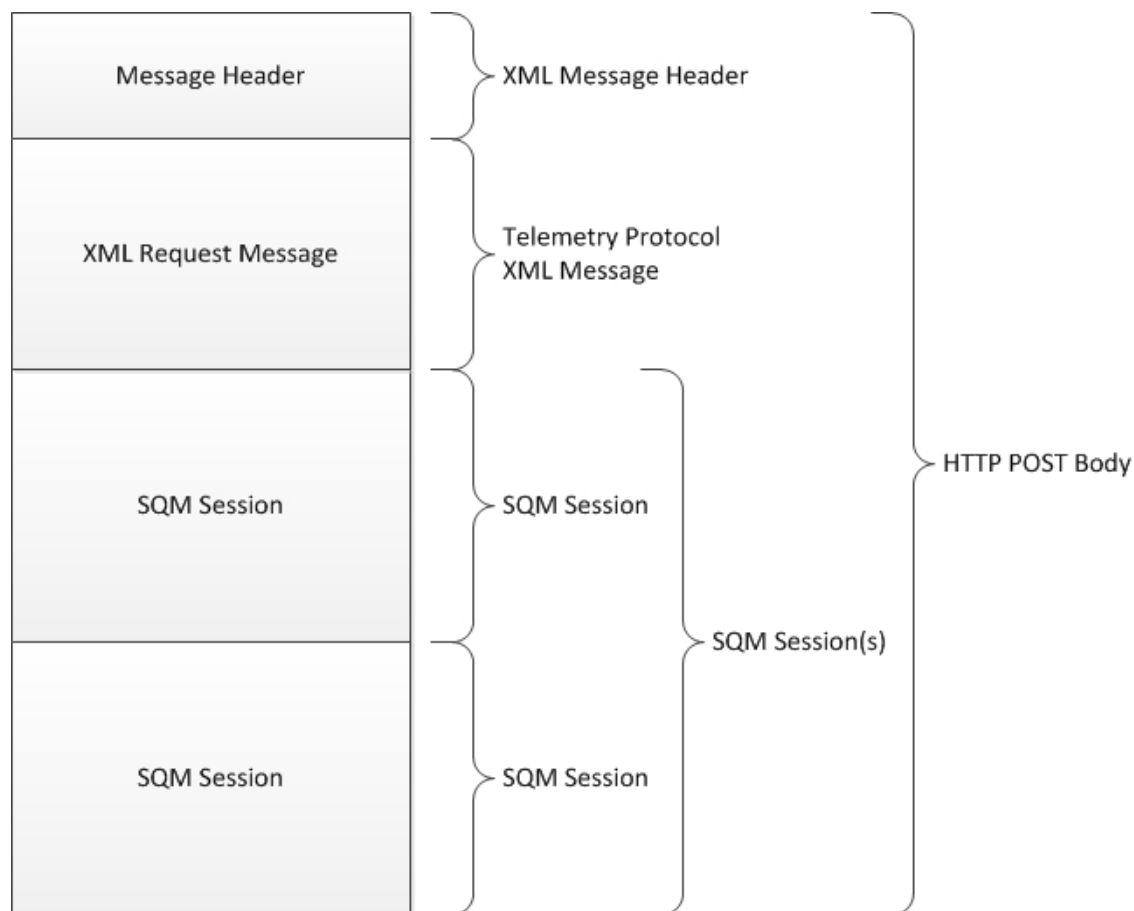 Message Header
XML Message Header
XML Request Message
Telemetry Protocol
XML Message
HTTP POST Body
SQM Session
SQM Session
SQM Session(s)
SQM Session
SQM Session